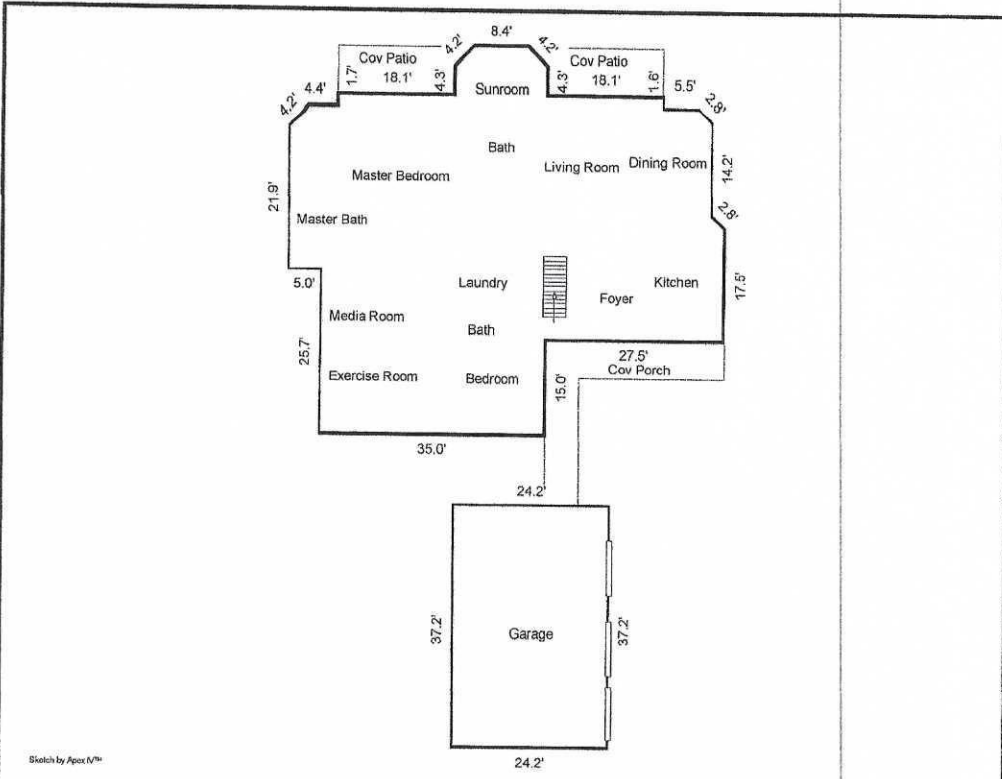 8.4'
4.2' 4.2'
Cov Patio Cov Patio
1.7' 18.1' 4.3' 4.3' 18.1' 1.6'
Sunroom
4.2' 4.4' 5.5' 2.8'
Bath
Living Room Dining Room 14.2'
Master Bedroom
21.9'
Master Bath 2.8'
5.0' Laundry Kitchen 17.5'
Foyer
Media Room
Bath
25.7' 27.5'
Cov Porch
Exercise Room Bedroom 15.0'
35.0'
24.2'
37.2' Garage 37.2'
24.2'
Sketch by Apex IV™